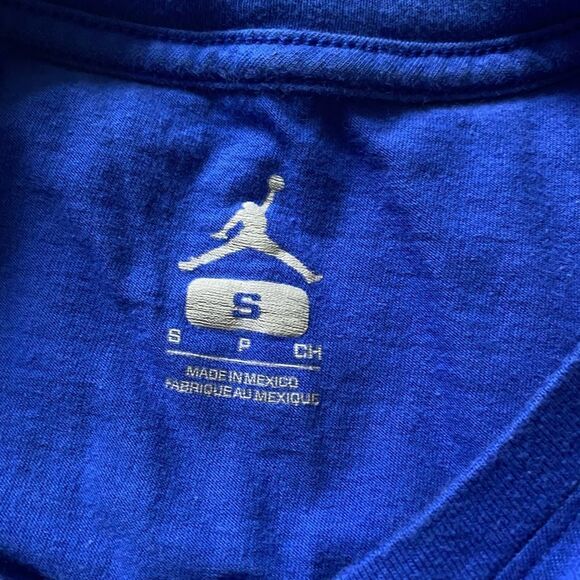 S
S P CH
MADE IN MEXICO
FABRIQUE AU MEXIQUE